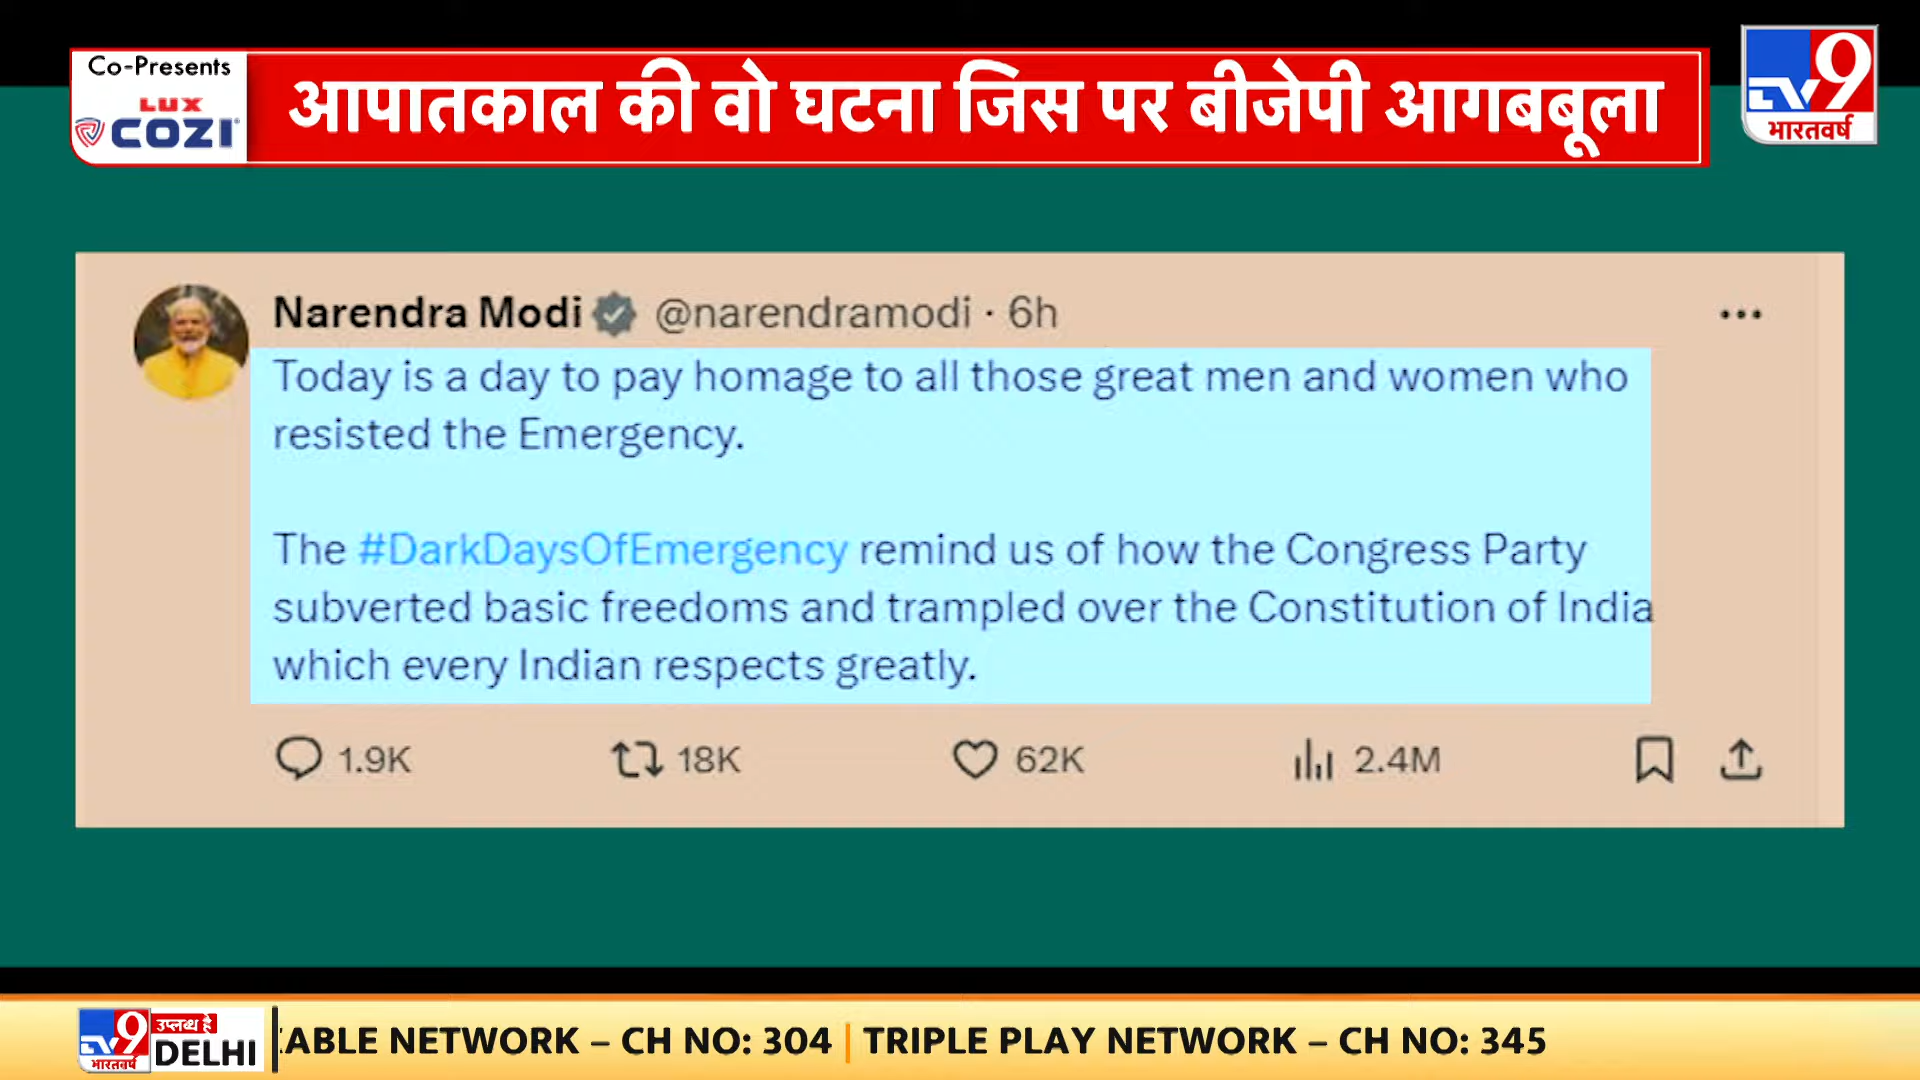 Co-Presents
LUX
COZI
आपातकाल की वो घटना जिस पर बीजेपी आगबबूला
TV9
भारतवर्ष
Narendra Modi @narendramodi · 6h
Today is a day to pay homage to all those great men and women who
resisted the Emergency.
The #DarkDaysOfEmergency remind us of how the Congress Party
subverted basic freedoms and trampled over the Constitution of India
which every Indian respects greatly.
1.9K 18K 62K 2.4M
TV9
भारतवर्ष
उपलब्ध है
DELHI
ABLE NETWORK – CH NO: 304 | TRIPLE PLAY NETWORK – CH NO: 345